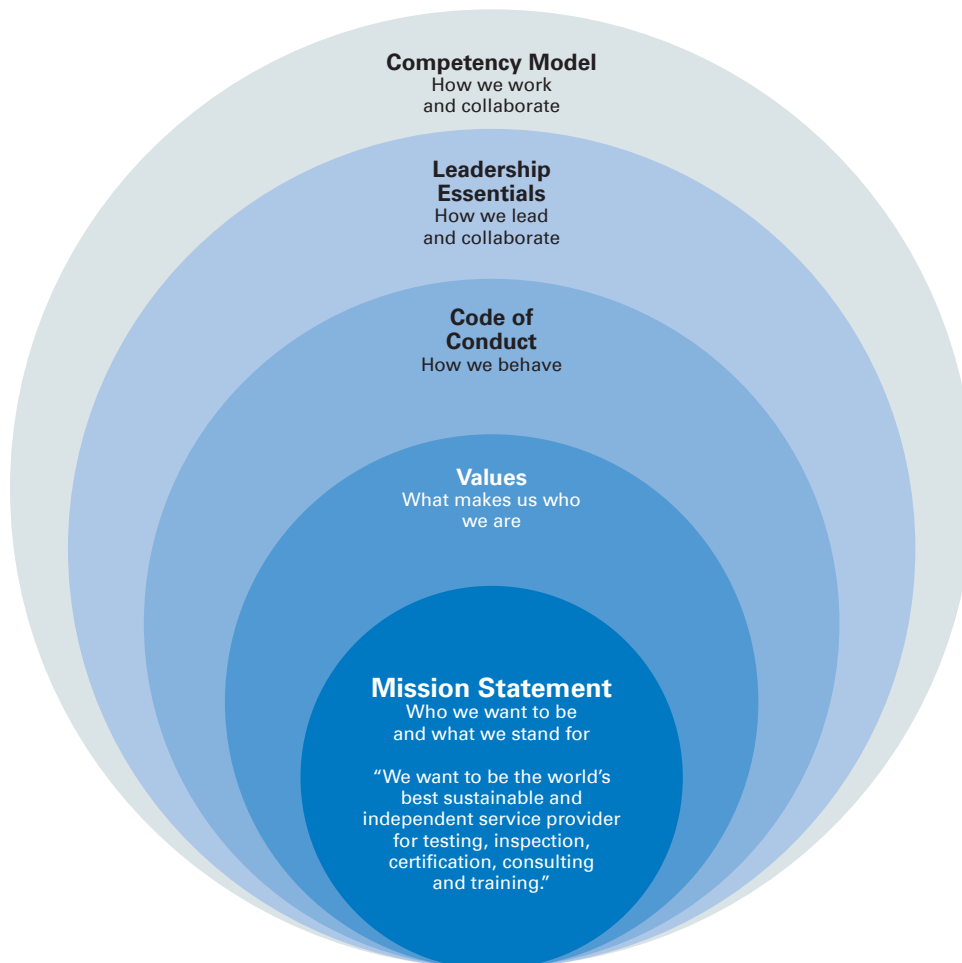 Competency Model
How we work
and collaborate
Leadership
Essentials
How we lead
and collaborate
Code of
Conduct
How we behave
Values
What makes us who
we are
Mission Statement
Who we want to be
and what we stand for
“We want to be the world’s
best sustainable and
independent service provider
for testing, inspection,
certification, consulting
and training.”